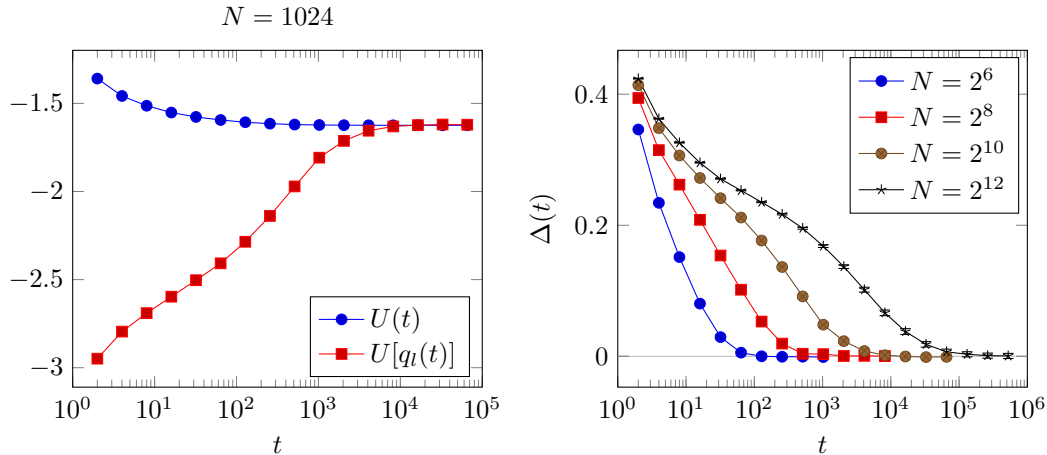 N = 1024
−1.5
−2
−2.5
−3
10^0 10^1 10^2 10^3 10^4 10^5
t
U(t)
U[q_l(t)]
Δ(t)
0.4
0.2
0
10^0 10^1 10^2 10^3 10^4 10^5 10^6
t
N = 2^6
N = 2^8
N = 2^10
N = 2^12